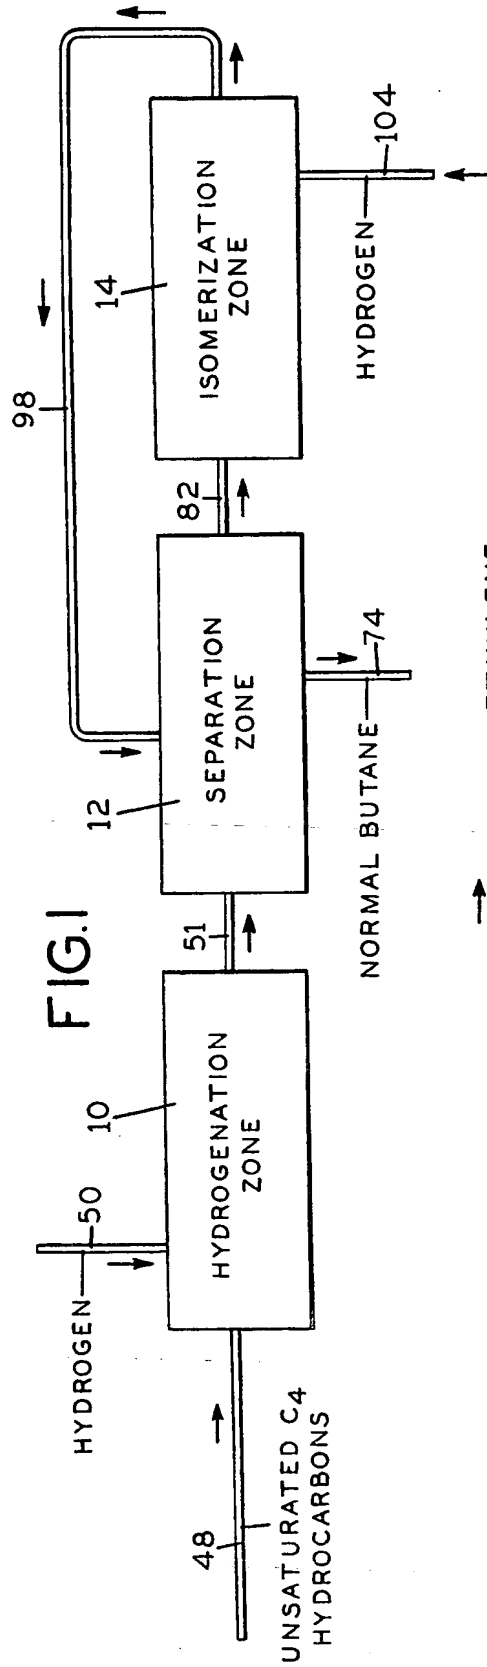 FIG.1
HYDROGEN
50
10
HYDROGENATION
ZONE
48
UNSATURATED C4
HYDROCARBONS
51
12
SEPARATION
ZONE
NORMAL BUTANE
74
98
82
14
ISOMERIZATION
ZONE
HYDROGEN
104